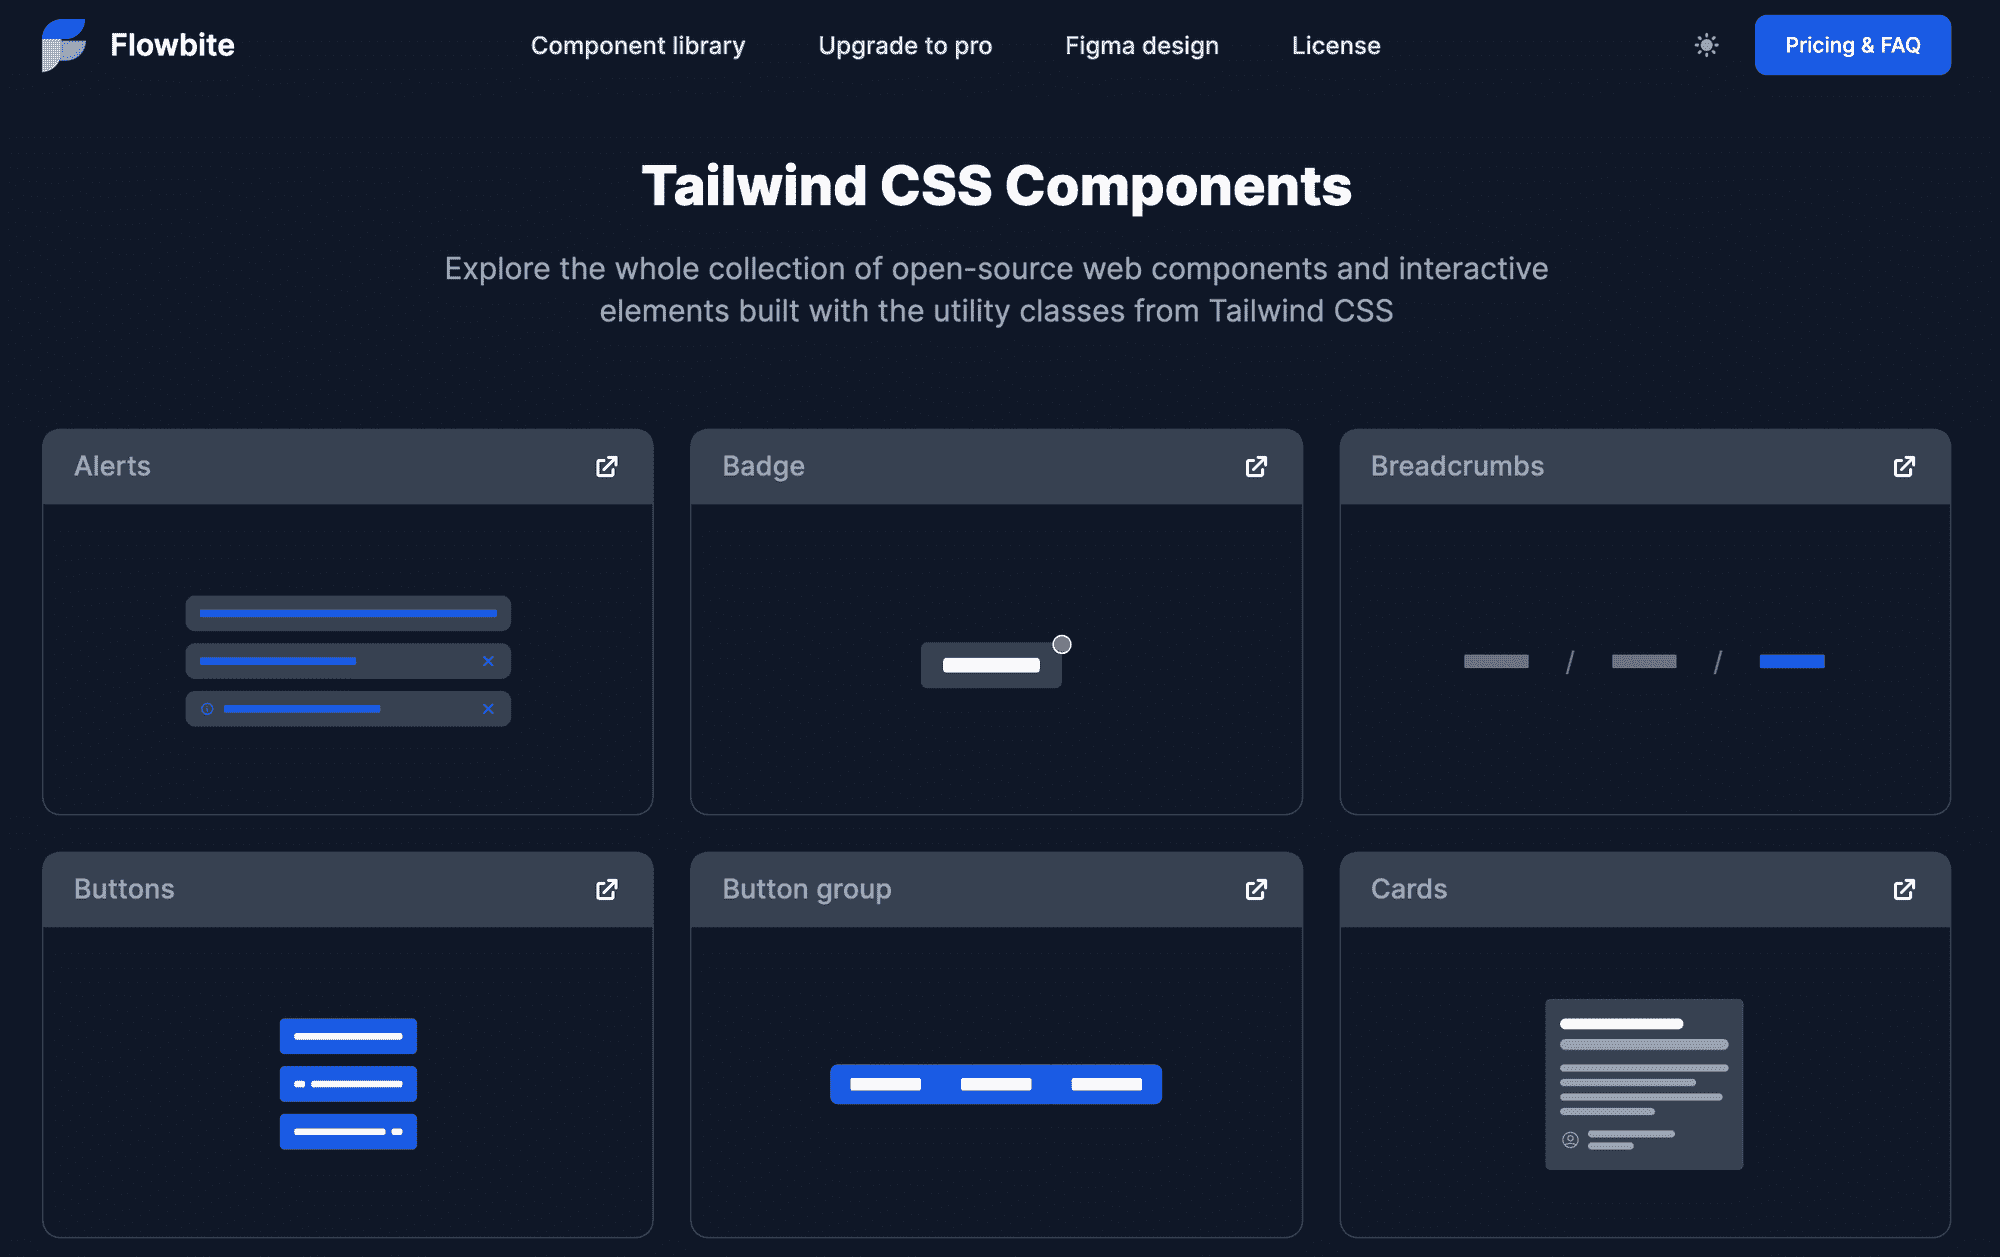 Flowbite
Component library
Upgrade to pro
Figma design
License
Pricing & FAQ
Tailwind CSS Components
Explore the whole collection of open-source web components and interactive
elements built with the utility classes from Tailwind CSS
Alerts
Badge
Breadcrumbs
/ /
Buttons
Button group
Cards